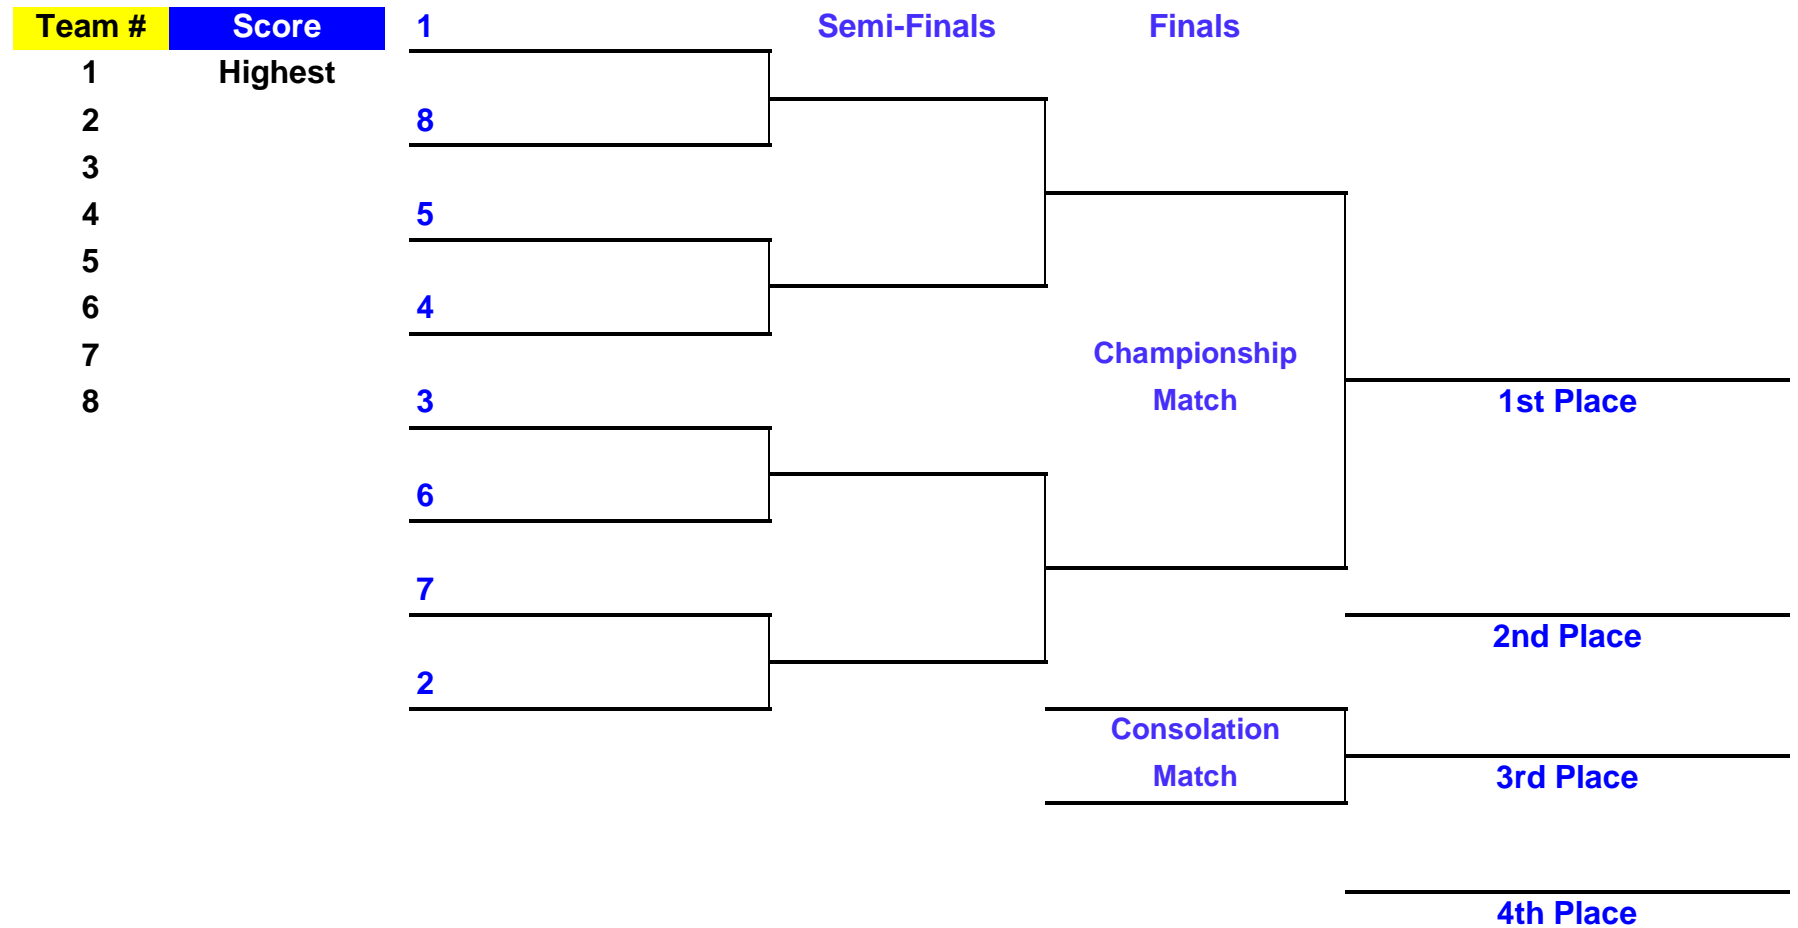 Team # Score 1 Semi-Finals Finals
1 Highest
2 8
3
4 5
5
6 4
7 Championship
8 3 Match 1st Place
6
7
2nd Place
2
Consolation
Match 3rd Place
4th Place